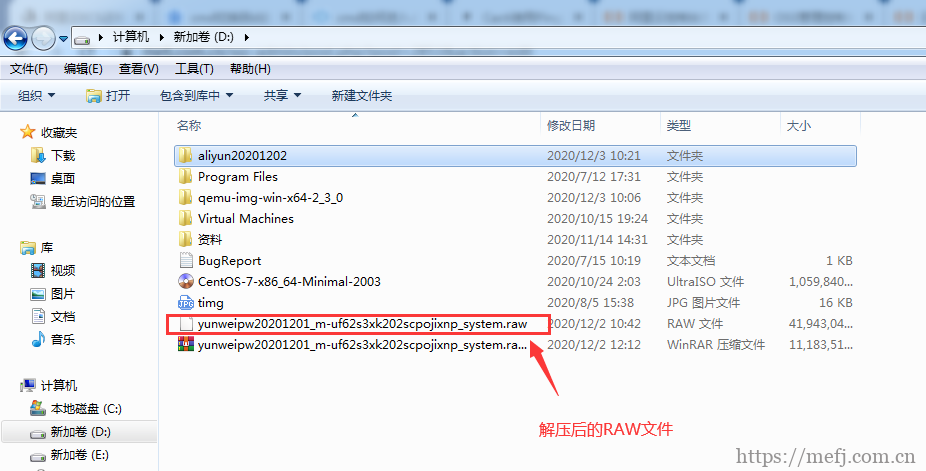 计算机 ▸ 新加卷 (D:) ▸
文件(F) 编辑(E) 查看(V) 工具(T) 帮助(H)
组织 打开 包含到库中 共享 新建文件夹
收藏夹
下载
桌面
最近访问的位置
库
视频
图片
文档
音乐
计算机
本地磁盘 (C:)
新加卷 (D:)
新加卷 (E:)
名称 修改日期 类型 大小
aliyun20201202 2020/12/3 10:21 文件夹
Program Files 2020/7/12 17:31 文件夹
qemu-img-win-x64-2_3_0 2020/12/3 10:06 文件夹
Virtual Machines 2020/10/15 19:24 文件夹
资料 2020/11/14 14:31 文件夹
BugReport 2020/7/15 10:19 文本文档 1 KB
CentOS-7-x86_64-Minimal-2003 2020/10/24 2:03 UltraISO 文件 1,059,840...
timg 2020/8/5 15:38 JPG 图片文件 16 KB
yunweipw20201201_m-uf62s3xk202scpojixnp_system.raw 2020/12/2 10:42 RAW 文件 41,943,04...
yunweipw20201201_m-uf62s3xk202scpojixnp_system.ra... 2020/12/2 12:12 WinRAR 压缩文件 11,183,51...
解压后的RAW文件
https://mefj.com.cn